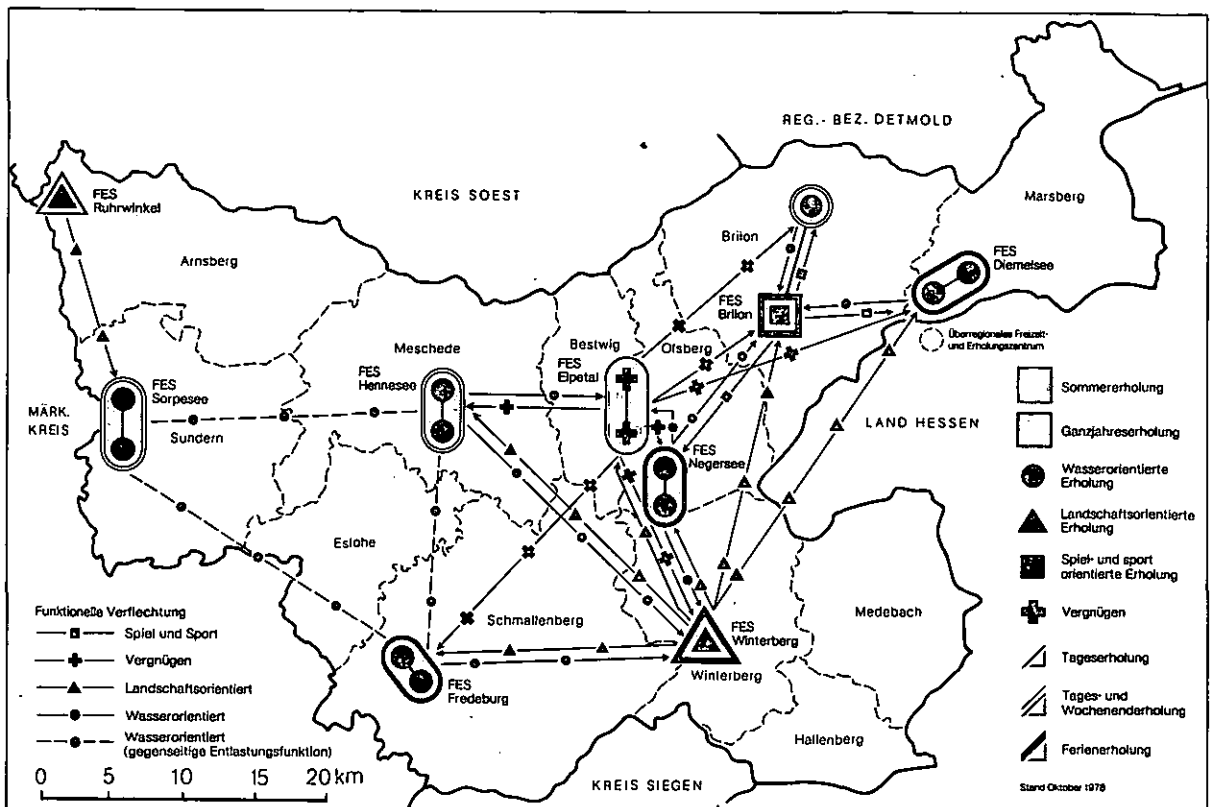 REG.- BEZ. DETMOLD
KREIS SOEST
Marsberg
FES
Ruhrwinkel
Arnsberg
Brilon
FES
Diemelsee
FES
Brilon
Überregionales Freizeit-
und Erholungszentrum
Bestwig
Olsberg
Meschede
FES
Elpetal
FES
Hennesee
FES
Sorpesee
MÄRK.
KREIS
Sundern
LAND HESSEN
FES
Negersee
Eslohe
Schmallenberg
Medebach
FES
Winterberg
Winterberg
FES
Fredeburg
Hallenberg
KREIS SIEGEN
Sommererholung
Ganzjahreserholung
Wasserorientierte
Erholung
Landschaftsorientierte
Erholung
Spiel- und sport
orientierte Erholung
Vergnügen
Tageserholung
Tages- und
Wochenenderholung
Ferienerholung
Stand Oktober 1978
Funktionelle Verflechtung
Spiel und Sport
Vergnügen
Landschaftsorientiert
Wasserorientiert
Wasserorientiert
(gegenseitige Entlastungsfunktion)
0 5 10 15 20 km